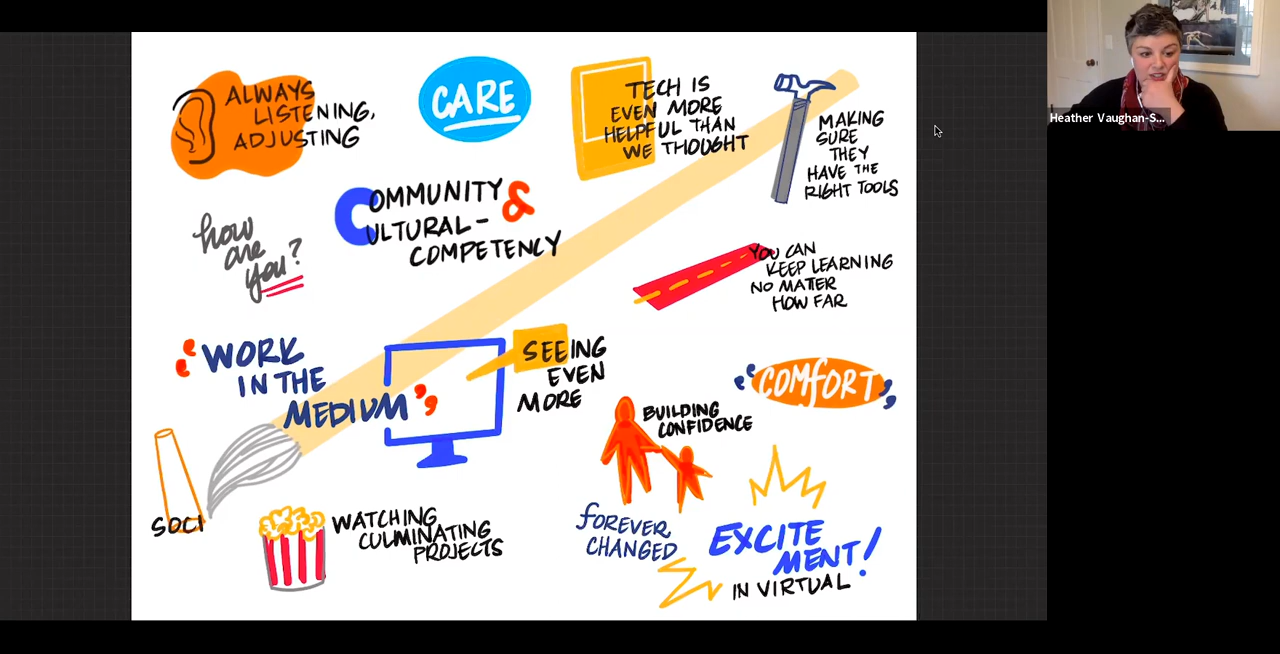 ALWAYS
LISTENING,
ADJUSTING
CARE
TECH IS
EVEN MORE
HELPFUL THAN
WE THOUGHT
MAKING
SURE
THEY
HAVE THE
RIGHT TOOLS
Heather Vaughan-S...
COMMUNITY &
CULTURAL-
COMPETENCY
how
are
you?
YOU CAN
KEEP LEARNING
NO MATTER
HOW FAR
"WORK
IN THE
MEDIUM"
SEEING
EVEN
MORE
"COMFORT"
BUILDING
CONFIDENCE
SOCI
WATCHING
CULMINATING
PROJECTS
FOREVER
CHANGED
EXCITE
MENT!
IN VIRTUAL